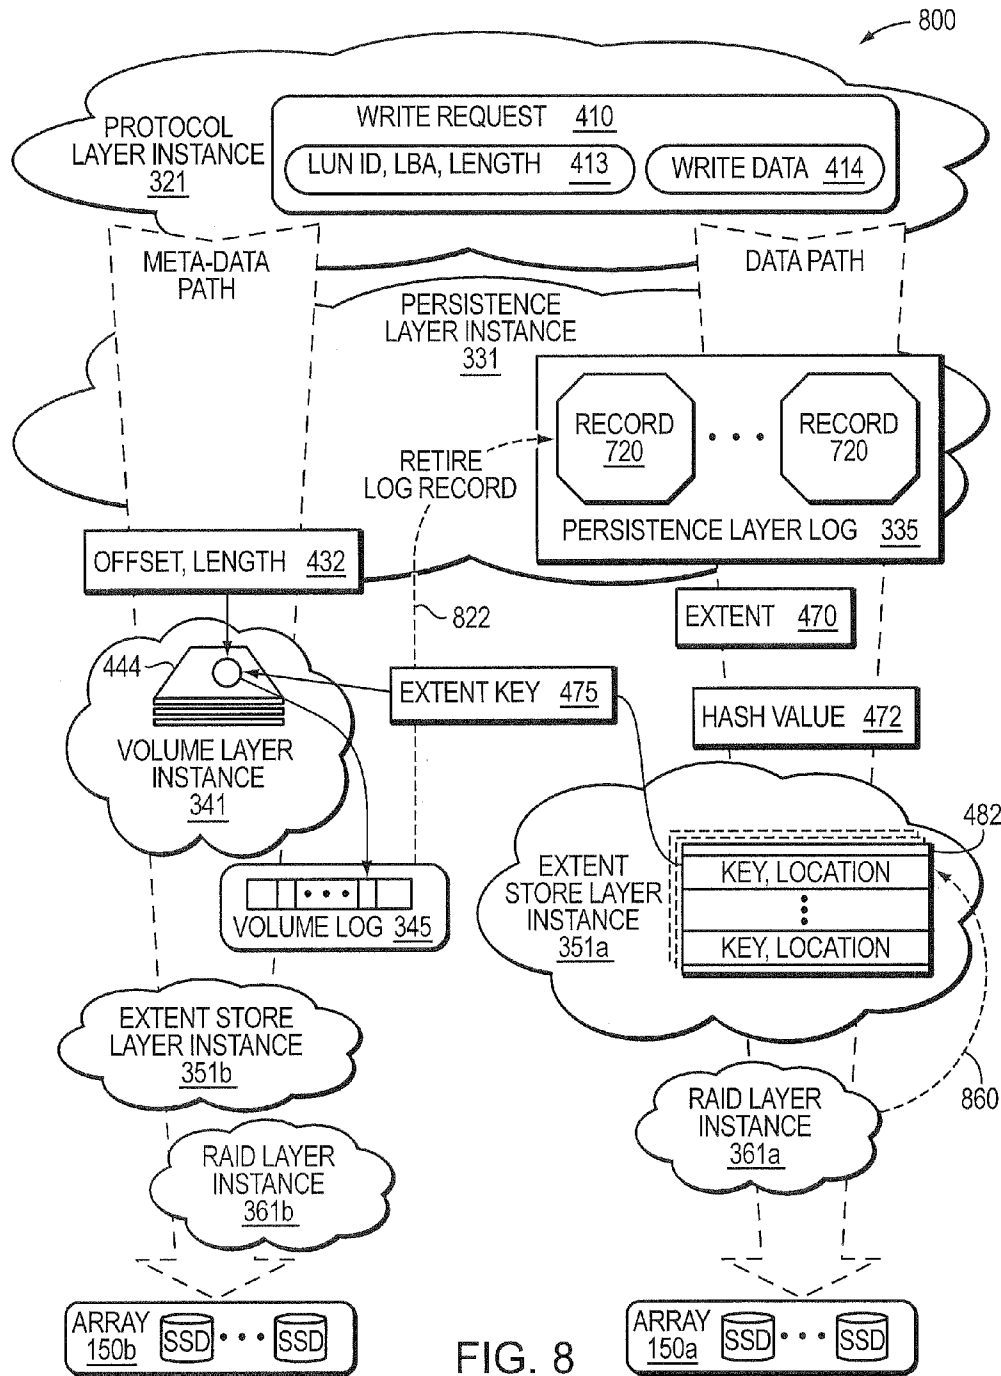 800
WRITE REQUEST 410
PROTOCOL
LAYER INSTANCE
321
LUN ID, LBA, LENGTH 413
WRITE DATA 414
META-DATA
PATH
DATA PATH
PERSISTENCE
LAYER INSTANCE
331
RECORD
720
RECORD
720
RETIRE
LOG RECORD
PERSISTENCE LAYER LOG 335
OFFSET, LENGTH 432
822
EXTENT 470
444
EXTENT KEY 475
HASH VALUE 472
VOLUME LAYER
INSTANCE
341
482
EXTENT
STORE LAYER
INSTANCE
351a
KEY, LOCATION
KEY, LOCATION
VOLUME LOG 345
EXTENT STORE
LAYER INSTANCE
351b
860
RAID LAYER
INSTANCE
361a
RAID LAYER
INSTANCE
361b
ARRAY
150b
SSD
SSD
ARRAY
150a
SSD
SSD
FIG. 8